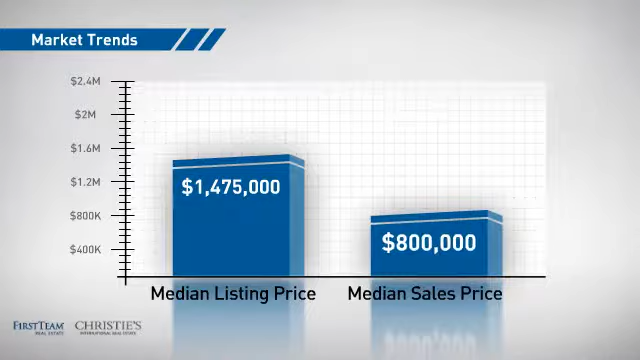 Market Trends
$2.4M
$2M
$1.6M
$1.2M
$800K
$400K
$1,475,000
$800,000
Median Listing Price
Median Sales Price
FIRST TEAM
REAL ESTATE
CHRISTIE'S
INTERNATIONAL REAL ESTATE